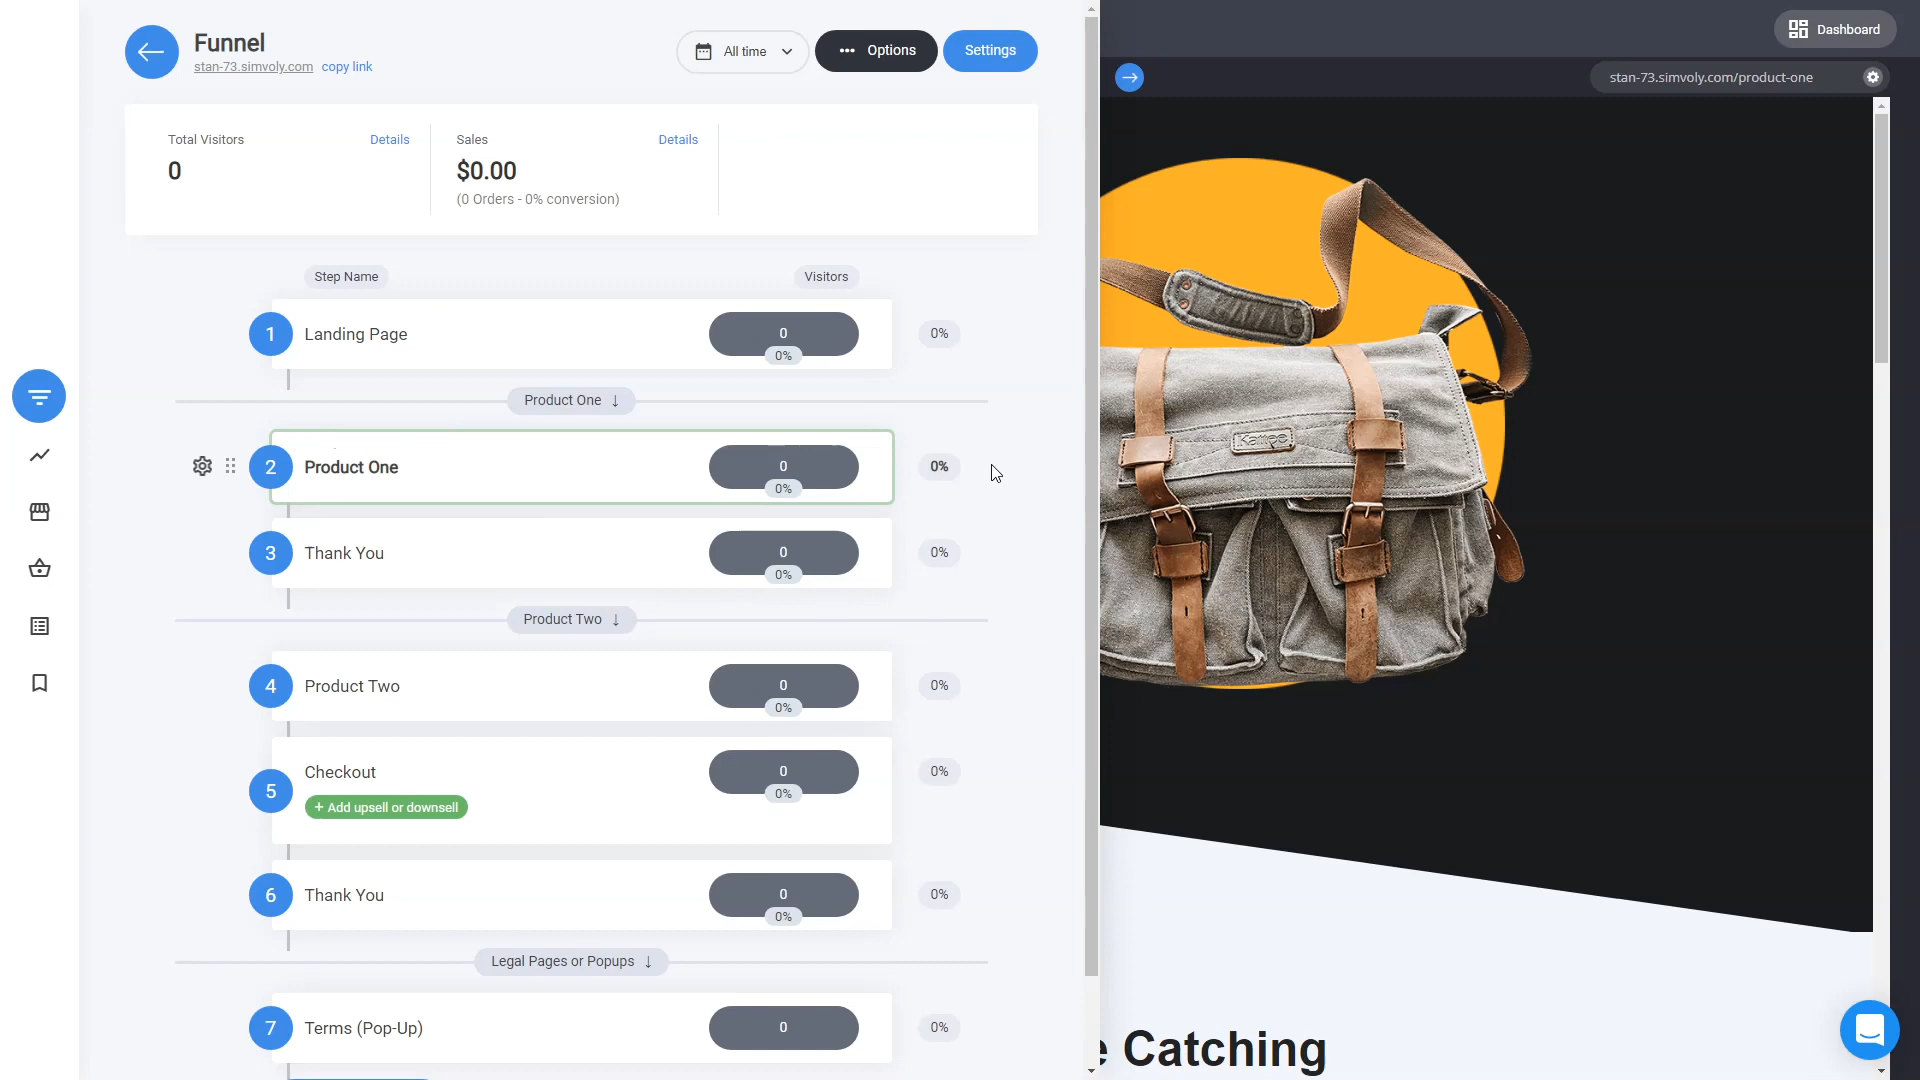 Funnel
stan-73.simvoly.com copy link
All time
Options
Settings
Dashboard
stan-73.simvoly.com/product-one
Total Visitors
Details
0
Sales
Details
$0.00
(0 Orders - 0% conversion)
Step Name
Visitors
1
Landing Page
0
0%
0%
Product One ↓
2
Product One
0
0%
0%
3
Thank You
0
0%
0%
Product Two ↓
4
Product Two
0
0%
0%
5
Checkout
+ Add upsell or downsell
0
0%
0%
6
Thank You
0
0%
0%
Legal Pages or Popups ↓
7
Terms (Pop-Up)
0
0%
Kattee
e Catching